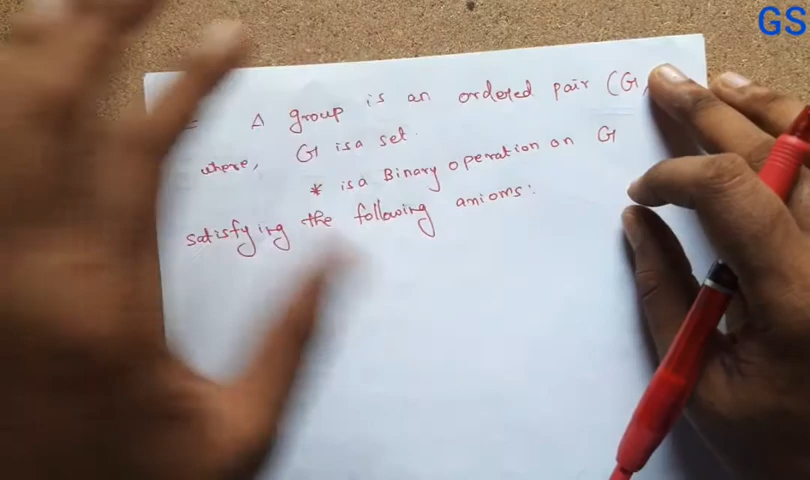 GS
A group is an ordered pair (G,
where, G is a set.
* is a Binary operation on G
satisfying the following axioms: